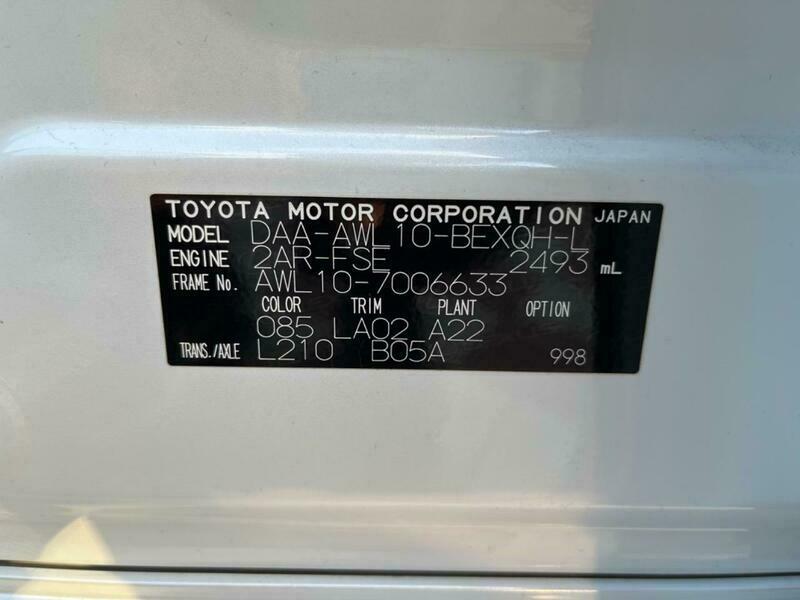 TOYOTA MOTOR CORPORATION JAPAN
MODEL DAA-AWL10-BEXQH-L
ENGINE 2AR-FSE 2493 mL
FRAME No. AWL10-7006633
COLOR TRIM PLANT OPTION
085 LA02 A22
TRANS./AXLE L210 B05A 998